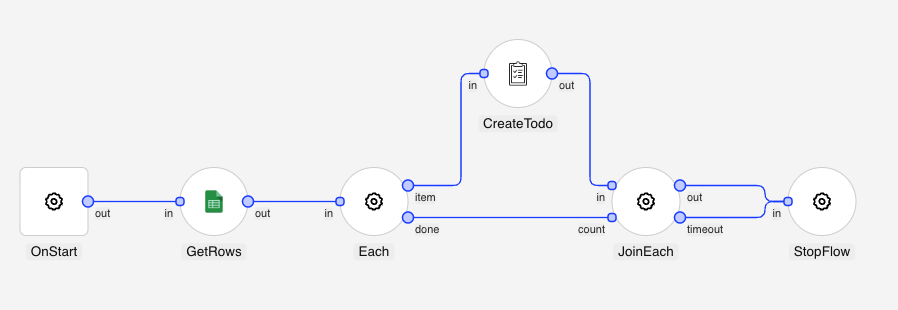 in
out
CreateTodo
out
in
out
in
item
done
in
count
out
timeout
in
OnStart
GetRows
Each
JoinEach
StopFlow